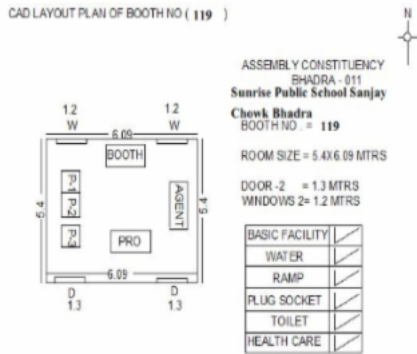 CAD LAYOUT PLAN OF BOOTH NO ( 119 )
N
ASSEMBLY CONSTITUENCY
BHADRA - 011
Sunrise Public School Sanjay
Chowk Bhadra
BOOTH NO . = 119
ROOM SIZE = 5.4X6.09 MTRS
DOOR -2 = 1.3 MTRS
WINDOWS 2= 1.2 MTRS
1.2 1.2
W W
6.09
BOOTH
5.4
P-1
P-2
P-3
AGENT
5.4
PRO
6.09
D D
1.3 1.3
BASIC FACILITY
WATER
RAMP
PLUG SOCKET
TOILET
HEALTH CARE